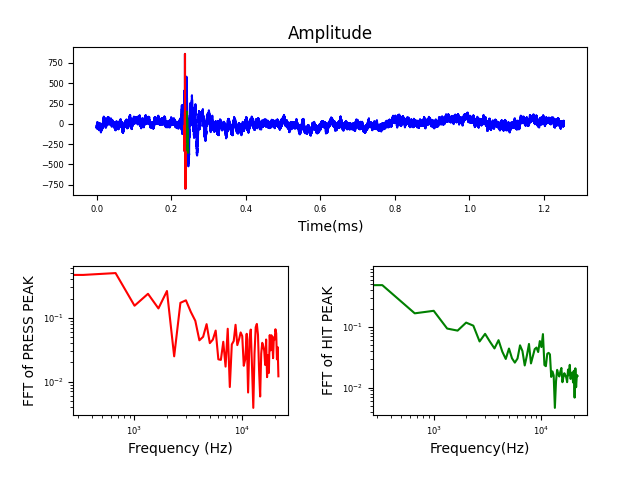 Amplitude
750
500
250
0
−250
−500
−750
0.0 0.2 0.4 0.6 0.8 1.0 1.2
Time(ms)
FFT of PRESS PEAK
10⁻¹
10⁻²
10³ 10⁴
Frequency (Hz)
FFT of HIT PEAK
10⁻¹
10⁻²
10³ 10⁴
Frequency(Hz)